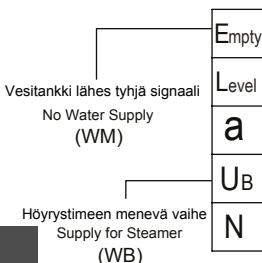 Empty
Level
a
UB
N
Vesitankki lähes tyhjä signaali
No Water Supply
(WM)
Höyrystimeen menevä vaihe
Supply for Steamer
(WB)